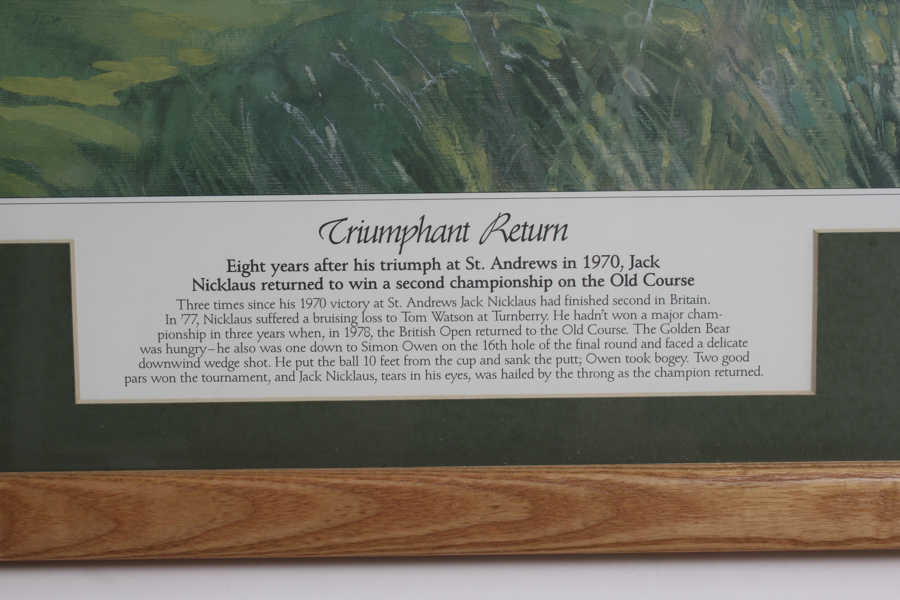 Triumphant Return
Eight years after his triumph at St. Andrews in 1970, Jack
Nicklaus returned to win a second championship on the Old Course
Three times since his 1970 victory at St. Andrews Jack Nicklaus had finished second in Britain.
In '77, Nicklaus suffered a bruising loss to Tom Watson at Turnberry. He hadn't won a major cham-
pionship in three years when, in 1978, the British Open returned to the Old Course. The Golden Bear
was hungry–he also was one down to Simon Owen on the 16th hole of the final round and faced a delicate
downwind wedge shot. He put the ball 10 feet from the cup and sank the putt; Owen took bogey. Two good
pars won the tournament, and Jack Nicklaus, tears in his eyes, was hailed by the throng as the champion returned.